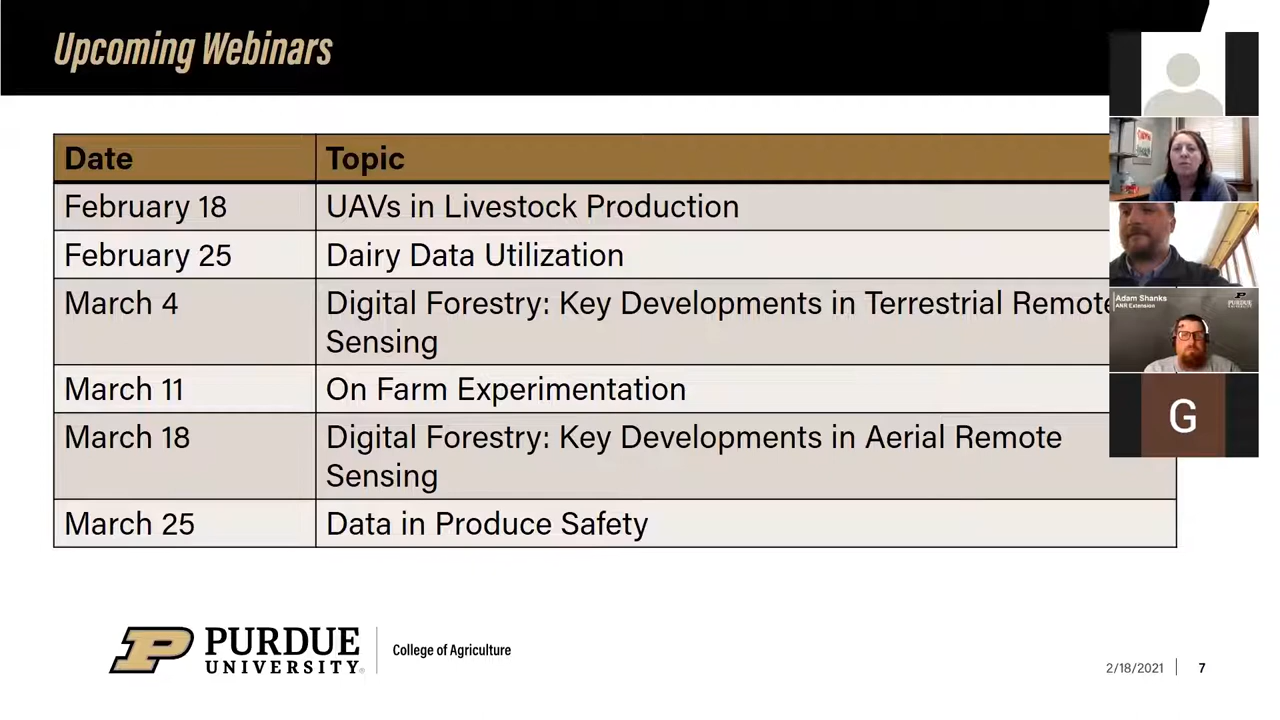 Upcoming Webinars
Date Topic
February 18 UAVs in Livestock Production
February 25 Dairy Data Utilization
March 4 Digital Forestry: Key Developments in Terrestrial Remote
Sensing
March 11 On Farm Experimentation
March 18 Digital Forestry: Key Developments in Aerial Remote
Sensing
March 25 Data in Produce Safety
Adam Shanks
ANR Extension
PURDUE
G
P PURDUE
UNIVERSITY
College of Agriculture
2/18/2021 7